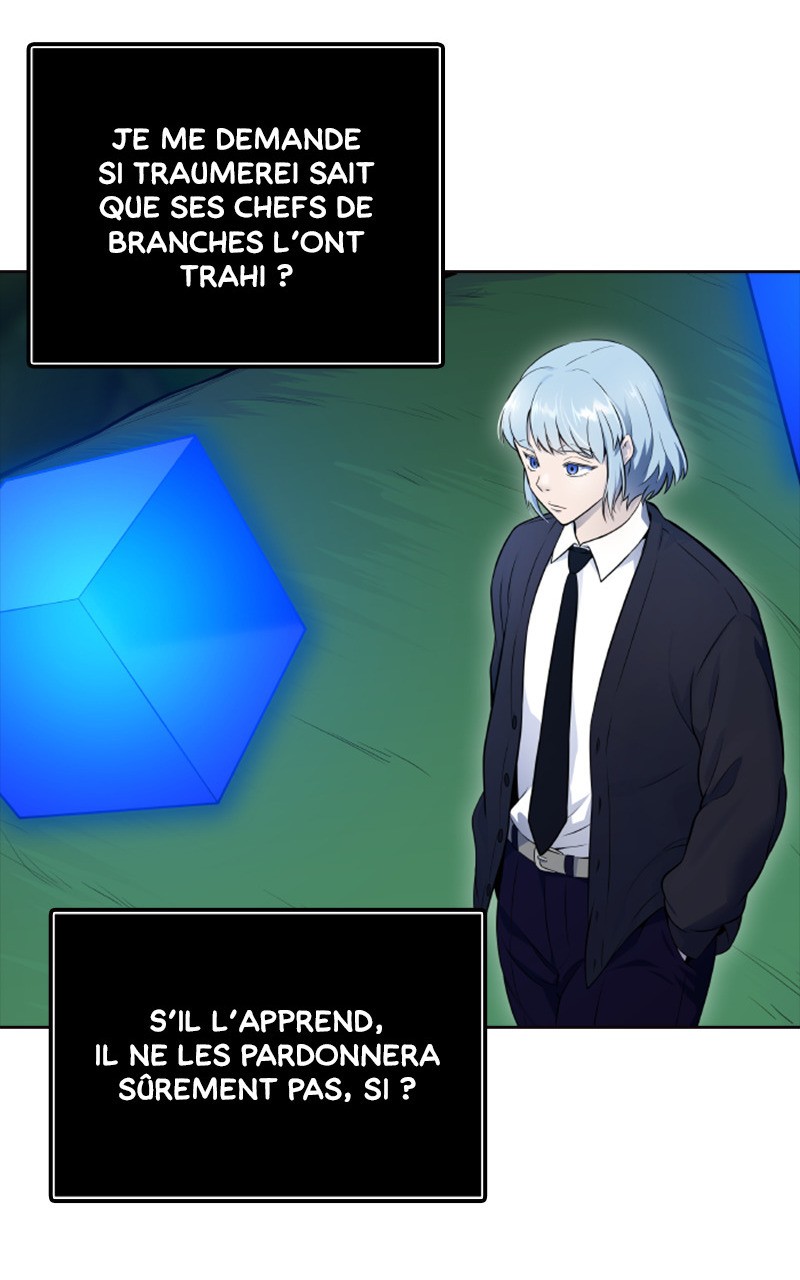 JE ME DEMANDE
SI TRAUMEREI SAIT
QUE SES CHEFS DE
BRANCHES L'ONT
TRAHI ?
S'IL L'APPREND,
IL NE LES PARDONNERA
SÛREMENT PAS, SI ?